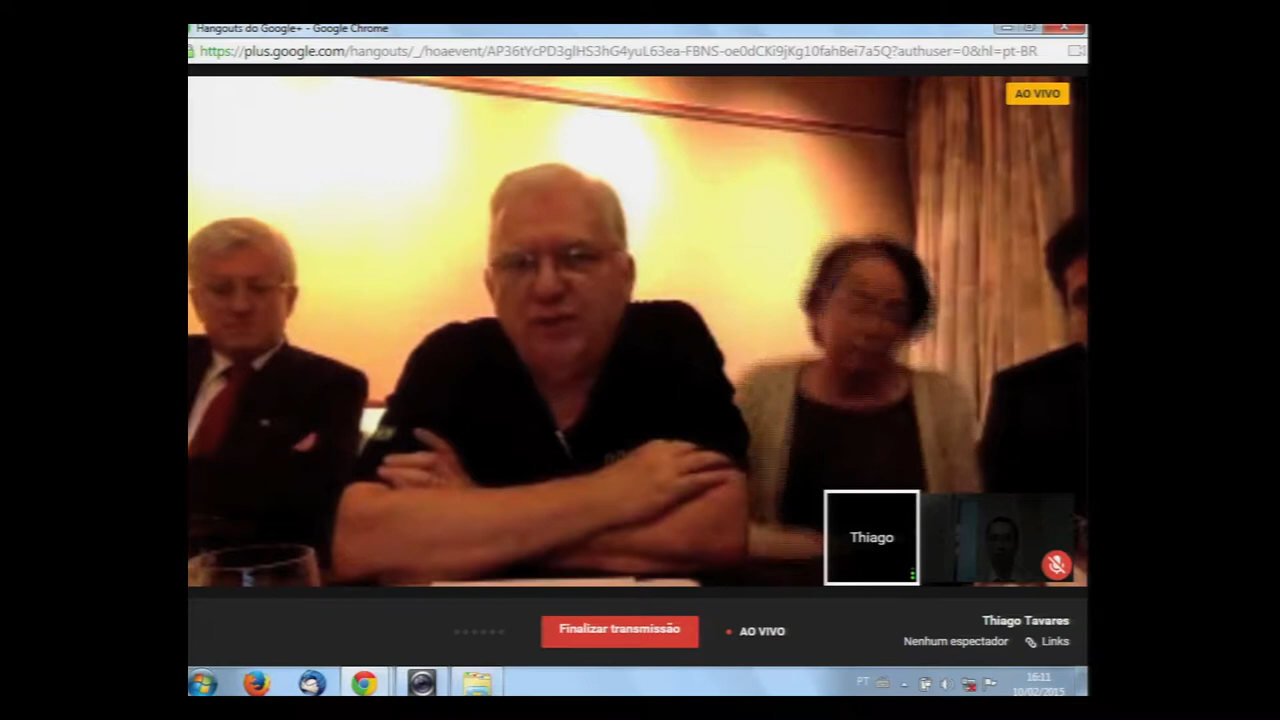 Hangouts do Google+ - Google Chrome
https://plus.google.com/hangouts/_/hoaevent/AP36tYcPD3glHS3hG4yuL63ea-FBNS-oe0dCKi9jKg10fahBei7a5Q?authuser=0&hl=pt-BR
AO VIVO
Thiago
Finalizar transmissão
AO VIVO
Thiago Tavares
Nenhum espectador
Links
PT
16:11
10/02/2015